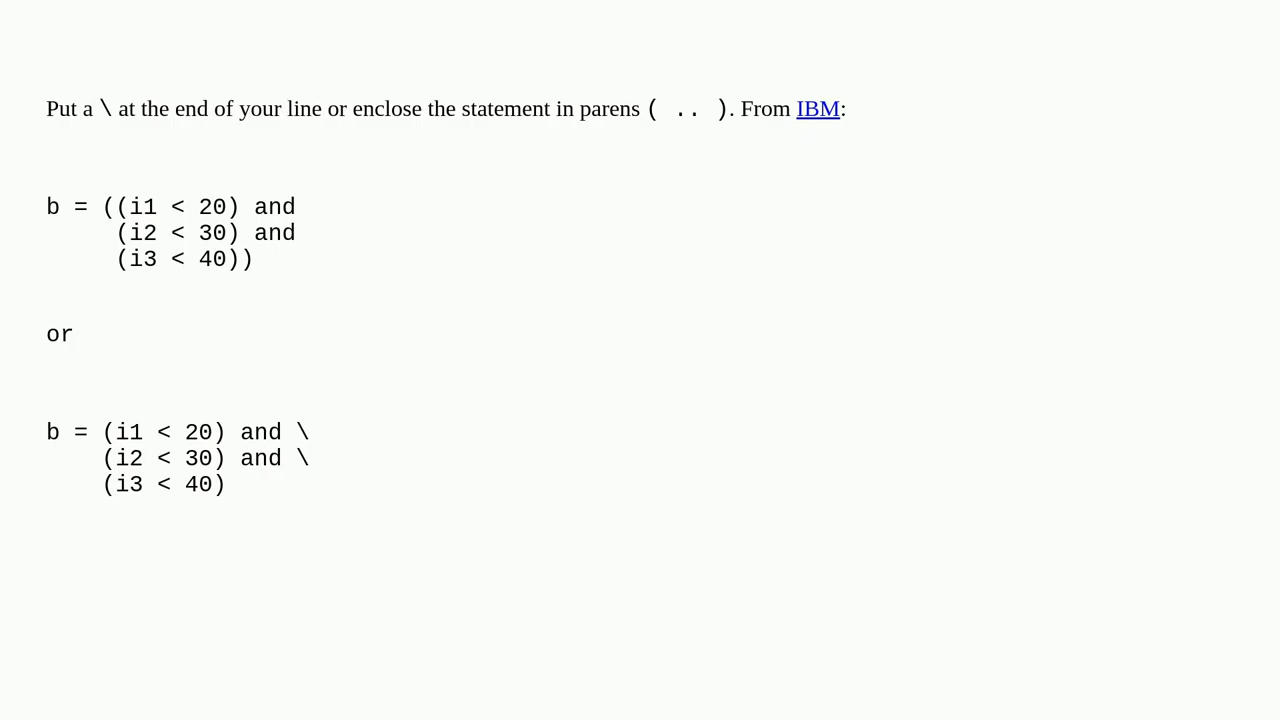 Put a \ at the end of your line or enclose the statement in parens ( .. ). From IBM:
b = ((i1 < 20) and
     (i2 < 30) and
     (i3 < 40))
or
b = (i1 < 20) and \
    (i2 < 30) and \
    (i3 < 40)